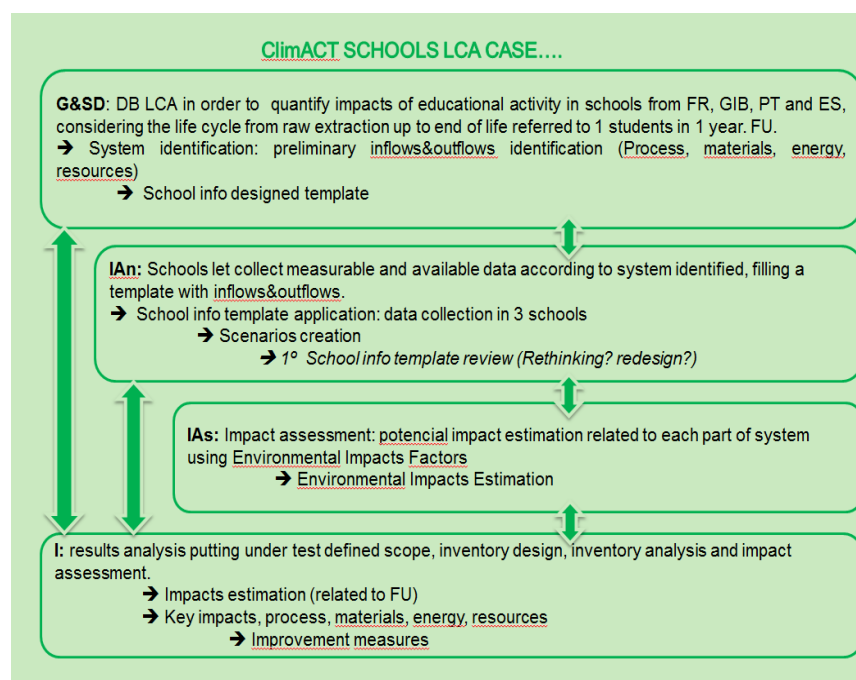 ClimACT SCHOOLS LCA CASE....
G&SD: DB LCA in order to quantify impacts of educational activity in schools from FR, GIB, PT and ES,
considering the life cycle from raw extraction up to end of life referred to 1 students in 1 year. FU.
➔ System identification: preliminary inflows&outflows identification (Process, materials, energy,
resources)
➔ School info designed template
IAn: Schools let collect measurable and available data according to system identified, filling a
template with inflows&outflows.
➔ School info template application: data collection in 3 schools
➔ Scenarios creation
➔ 1º School info template review (Rethinking? redesign?)
IAs: Impact assessment: potencial impact estimation related to each part of system
using Environmental Impacts Factors
➔ Environmental Impacts Estimation
I: results analysis putting under test defined scope, inventory design, inventory analysis and impact
assessment.
➔ Impacts estimation (related to FU)
➔ Key impacts, process, materials, energy, resources
➔ Improvement measures